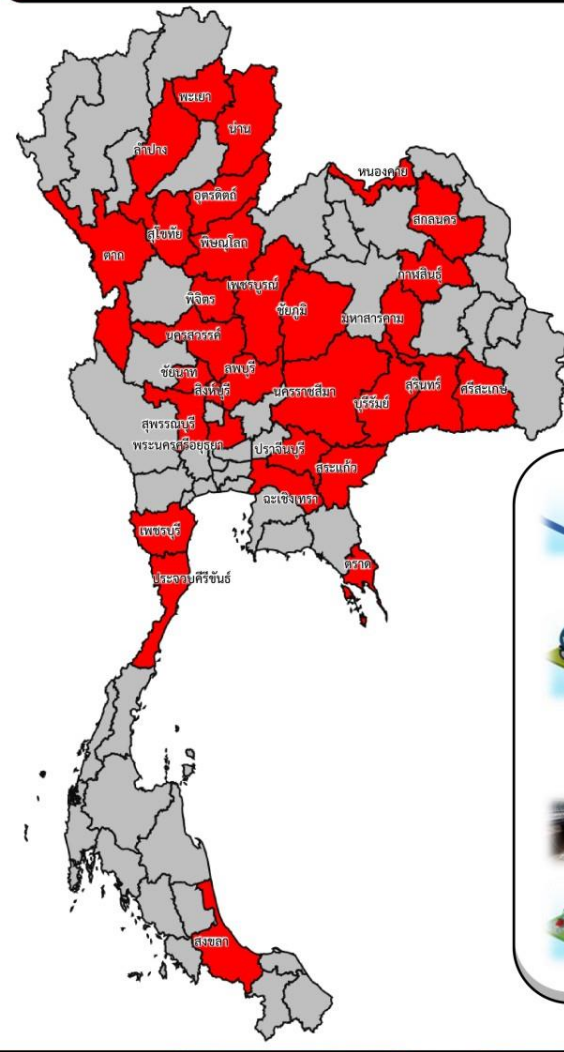 พะเยา
น่าน
ลำปาง
อุตรดิตถ์
หนองคาย
สกลนคร
สุโขทัย
พิษณุโลก
ตาก
กาฬสินธุ์
เพชรบูรณ์
พิจิตร
ชัยภูมิ
มหาสารคาม
นครสวรรค์
ชัยนาท
ลพบุรี
สิงห์บุรี
นครราชสีมา
บุรีรัมย์
สุรินทร์
ศรีสะเกษ
สุพรรณบุรี
พระนครศรีอยุธยา
ปราจีนบุรี
สระแก้ว
ฉะเชิงเทรา
เพชรบุรี
ตราด
ประจวบคีรีขันธ์
สงขลา